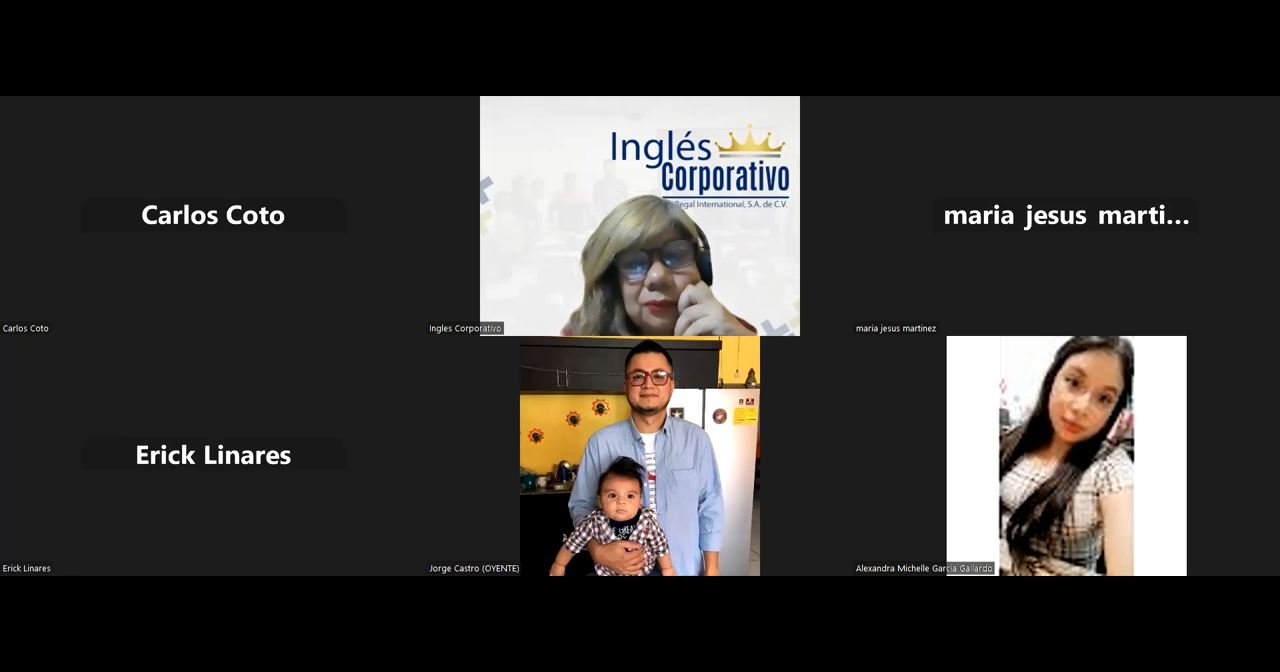 Carlos Coto
Carlos Coto
Inglés
Corporativo
Regal International, S.A. de C.V.
Ingles Corporativo
maria jesus marti...
maria jesus martinez
Erick Linares
Erick Linares
Jorge Castro (OYENTE)
Alexandra Michelle Garcia Gallardo